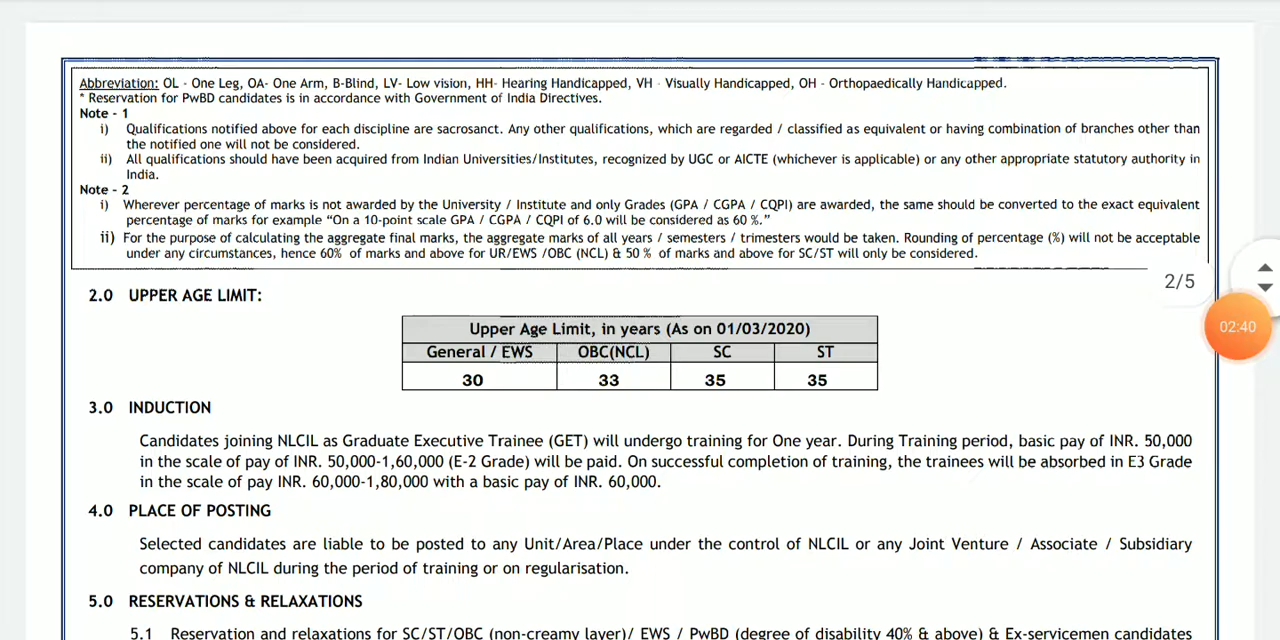 Abbreviation: OL - One Leg, OA- One Arm, B-Blind, LV- Low vision, HH- Hearing Handicapped, VH - Visually Handicapped, OH - Orthopaedically Handicapped.
* Reservation for PwBD candidates is in accordance with Government of India Directives.
Note - 1
i) Qualifications notified above for each discipline are sacrosanct. Any other qualifications, which are regarded / classified as equivalent or having combination of branches other than
the notified one will not be considered.
ii) All qualifications should have been acquired from Indian Universities/Institutes, recognized by UGC or AICTE (whichever is applicable) or any other appropriate statutory authority in
India.
Note - 2
i) Wherever percentage of marks is not awarded by the University / Institute and only Grades (GPA / CGPA / CQPI) are awarded, the same should be converted to the exact equivalent
percentage of marks for example “On a 10-point scale GPA / CGPA / CQPI of 6.0 will be considered as 60 %.”
ii) For the purpose of calculating the aggregate final marks, the aggregate marks of all years / semesters / trimesters would be taken. Rounding of percentage (%) will not be acceptable
under any circumstances, hence 60% of marks and above for UR/EWS /OBC (NCL) & 50 % of marks and above for SC/ST will only be considered.
2/5
2.0 UPPER AGE LIMIT:
02:40
Upper Age Limit, in years (As on 01/03/2020)
General / EWS OBC(NCL) SC ST
30 33 35 35
3.0 INDUCTION
Candidates joining NLCIL as Graduate Executive Trainee (GET) will undergo training for One year. During Training period, basic pay of INR. 50,000
in the scale of pay of INR. 50,000-1,60,000 (E-2 Grade) will be paid. On successful completion of training, the trainees will be absorbed in E3 Grade
in the scale of pay INR. 60,000-1,80,000 with a basic pay of INR. 60,000.
4.0 PLACE OF POSTING
Selected candidates are liable to be posted to any Unit/Area/Place under the control of NLCIL or any Joint Venture / Associate / Subsidiary
company of NLCIL during the period of training or on regularisation.
5.0 RESERVATIONS & RELAXATIONS
5.1 Reservation and relaxations for SC/ST/OBC (non-creamy layer)/ EWS / PwBD (degree of disability 40% & above) & Ex-servicemen candidates